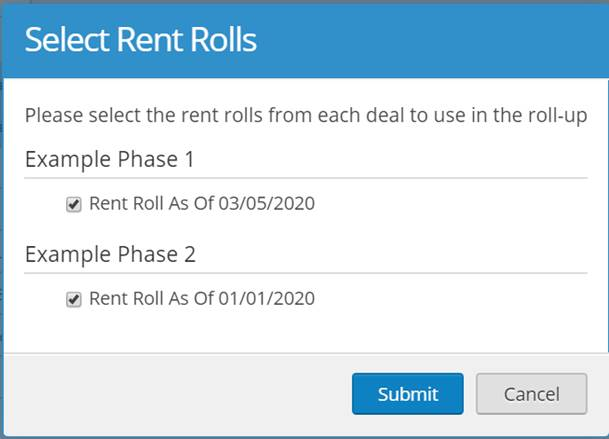 Select Rent Rolls
Please select the rent rolls from each deal to use in the roll-up
Example Phase 1
Rent Roll As Of 03/05/2020
Example Phase 2
Rent Roll As Of 01/01/2020
Submit Cancel